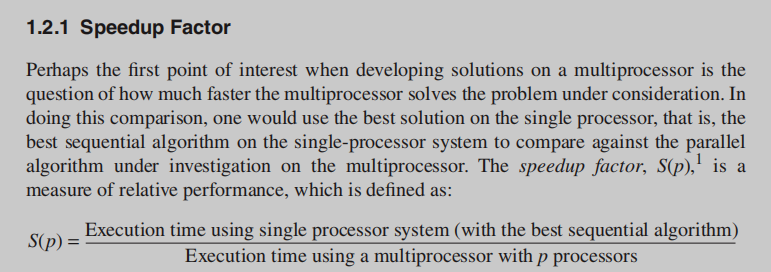 1.2.1 Speedup Factor
Perhaps the first point of interest when developing solutions on a multiprocessor is the
question of how much faster the multiprocessor solves the problem under consideration. In
doing this comparison, one would use the best solution on the single processor, that is, the
best sequential algorithm on the single-processor system to compare against the parallel
algorithm under investigation on the multiprocessor. The speedup factor, S(p),¹ is a
measure of relative performance, which is defined as:
S(p) = Execution time using single processor system (with the best sequential algorithm)
Execution time using a multiprocessor with p processors